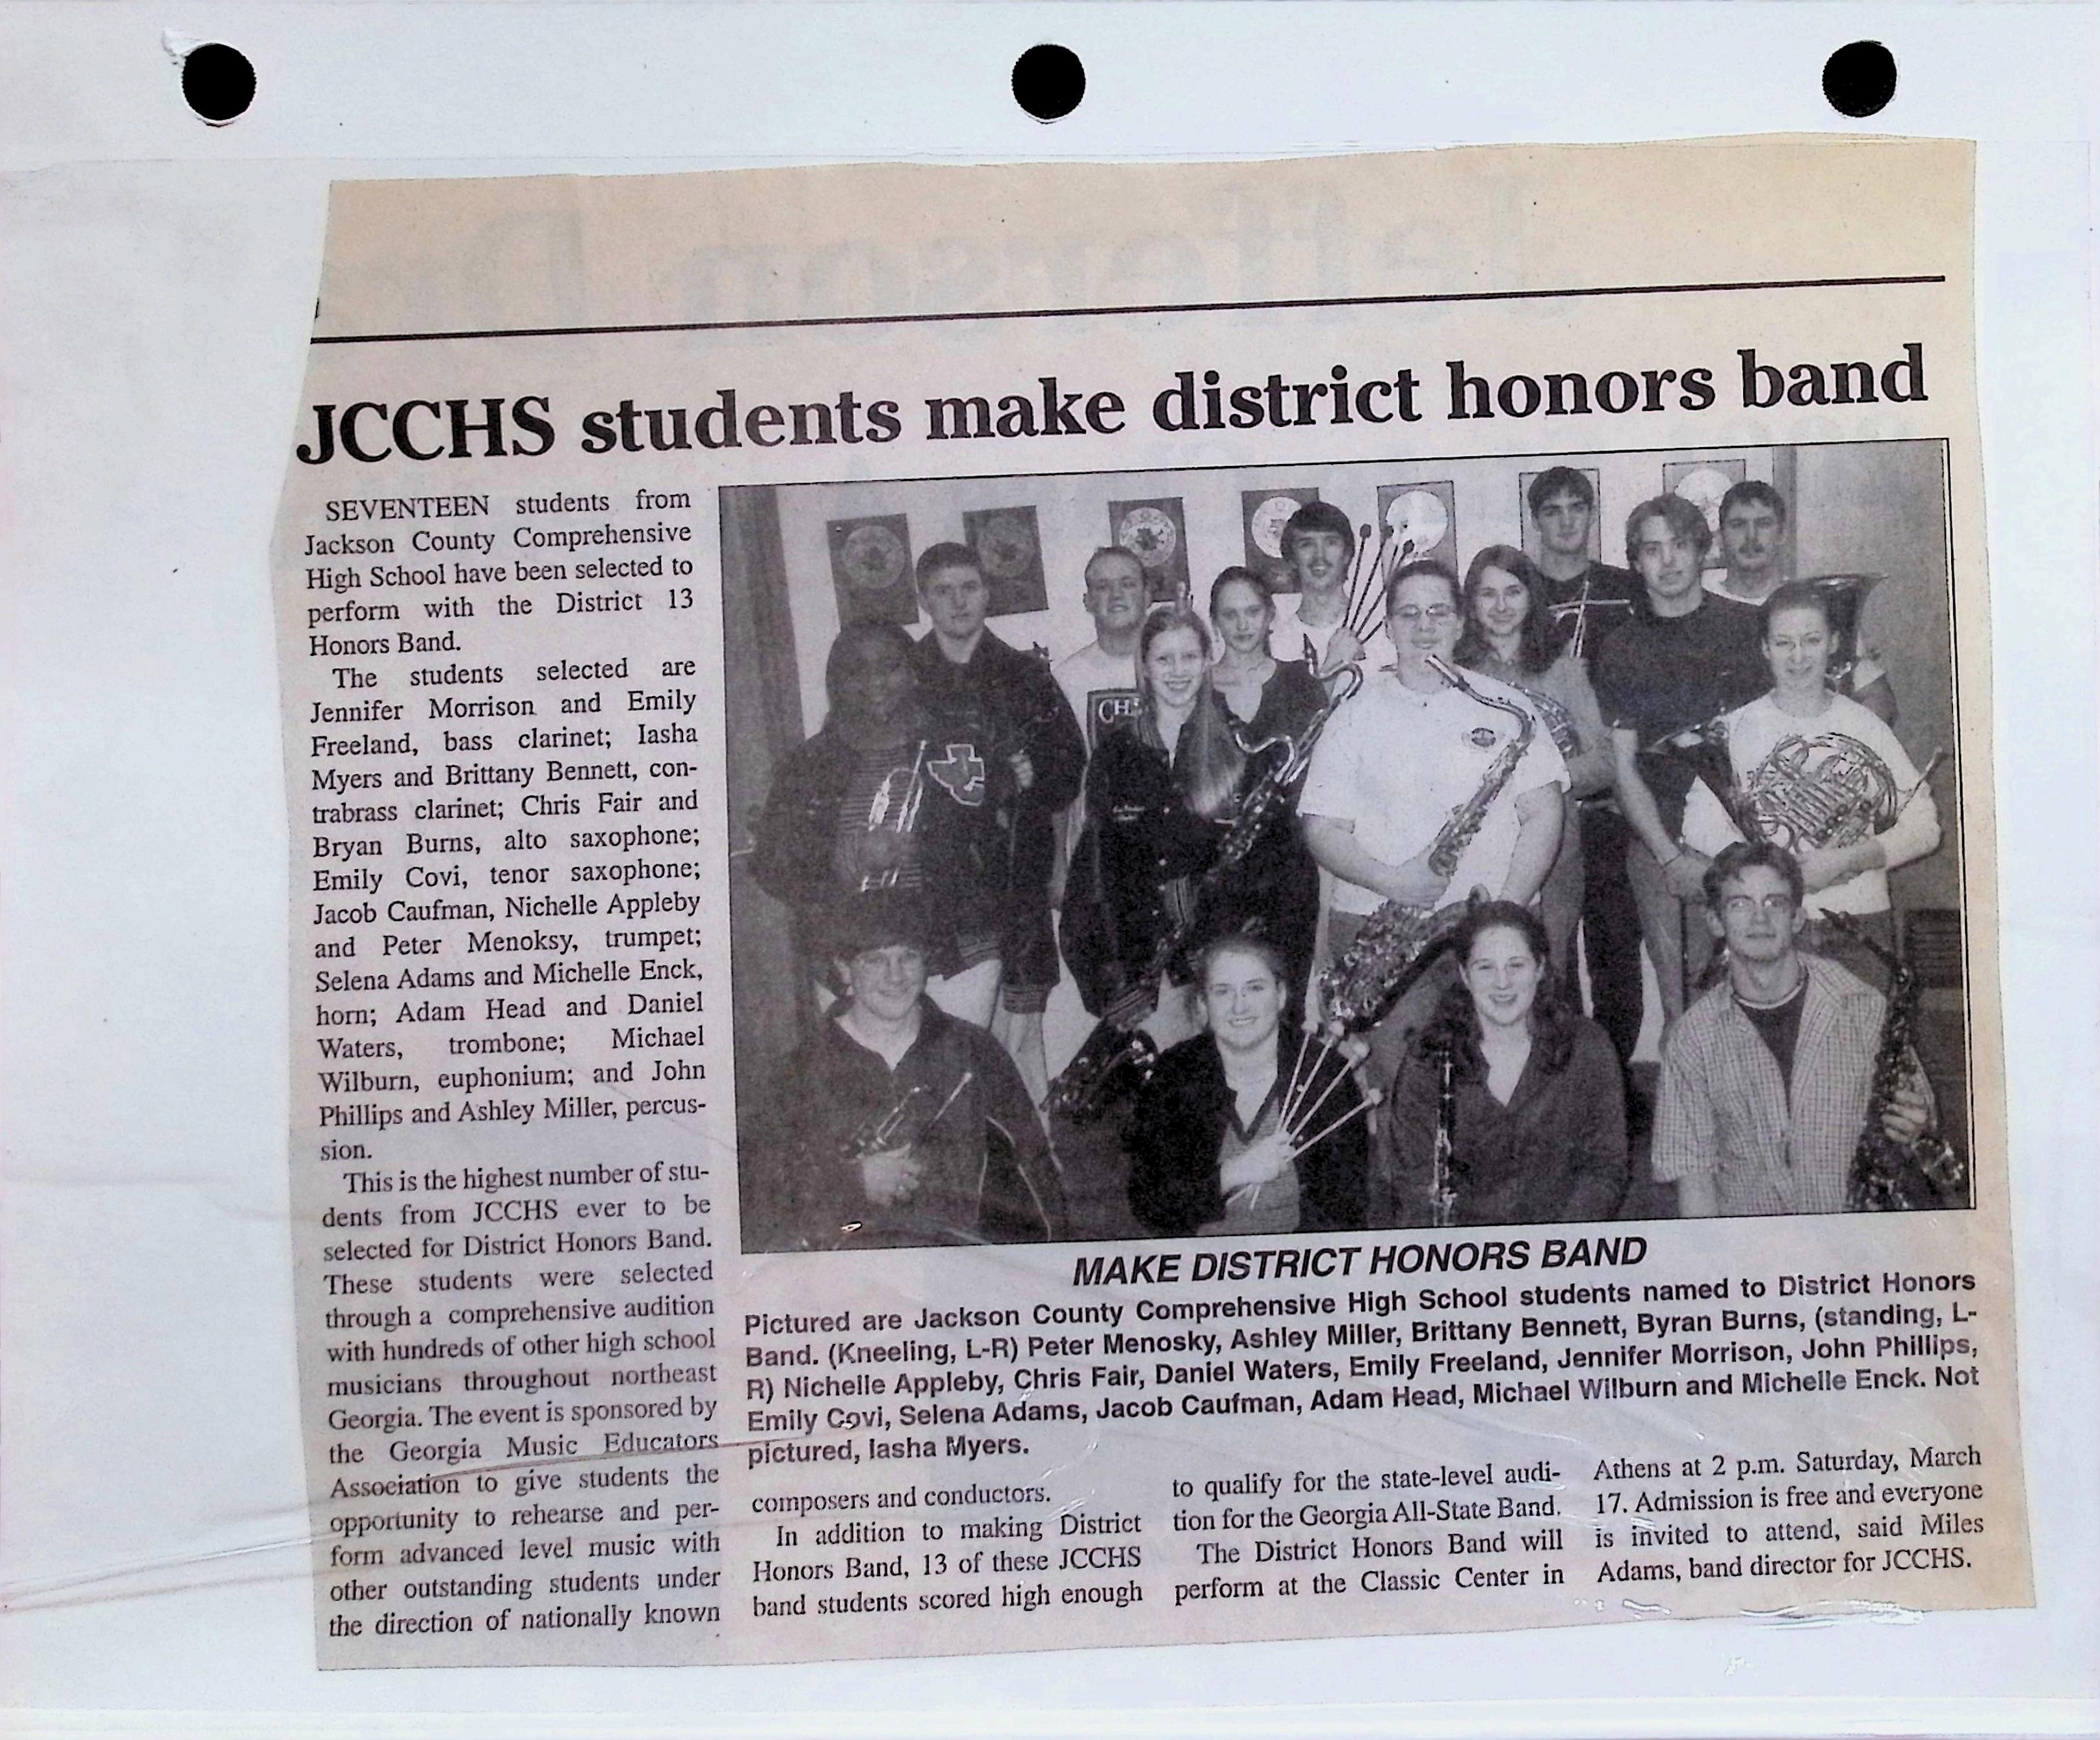 JCCHS students make district honors band
SEVENTEEN students from
Jackson County Comprehensive
High School have been selected to
perform with the District 13
Honors Band.
The students selected are
Jennifer Morrison and Emily
Freeland, bass clarinet; Iasha
Myers and Brittany Bennett, con-
trabrass clarinet; Chris Fair and
Bryan Burns, alto saxophone;
Emily Covi, tenor saxophone;
Jacob Caufman, Nichelle Appleby
and Peter Menoksy, trumpet;
Selena Adams and Michelle Enck,
horn; Adam Head and Daniel
Waters, trombone; Michael
Wilburn, euphonium; and John
Phillips and Ashley Miller, percus-
sion.
This is the highest number of stu-
dents from JCCHS ever to be
selected for District Honors Band.
These students were selected
through a comprehensive audition
with hundreds of other high school
musicians throughout northeast
Georgia. The event is sponsored by
the Georgia Music Educators
Association to give students the
opportunity to rehearse and per-
form advanced level music with
other outstanding students under
the direction of nationally known
CH
MAKE DISTRICT HONORS BAND
Pictured are Jackson County Comprehensive High School students named to District Honors
Band. (Kneeling, L-R) Peter Menosky, Ashley Miller, Brittany Bennett, Byran Burns, (standing, L-
R) Nichelle Appleby, Chris Fair, Daniel Waters, Emily Freeland, Jennifer Morrison, John Phillips,
Emily Covi, Selena Adams, Jacob Caufman, Adam Head, Michael Wilburn and Michelle Enck. Not
pictured, Iasha Myers.
composers and conductors.
In addition to making District
Honors Band, 13 of these JCCHS
band students scored high enough
to qualify for the state-level audi-
tion for the Georgia All-State Band.
The District Honors Band will
perform at the Classic Center in
Athens at 2 p.m. Saturday, March
17. Admission is free and everyone
is invited to attend, said Miles
Adams, band director for JCCHS.